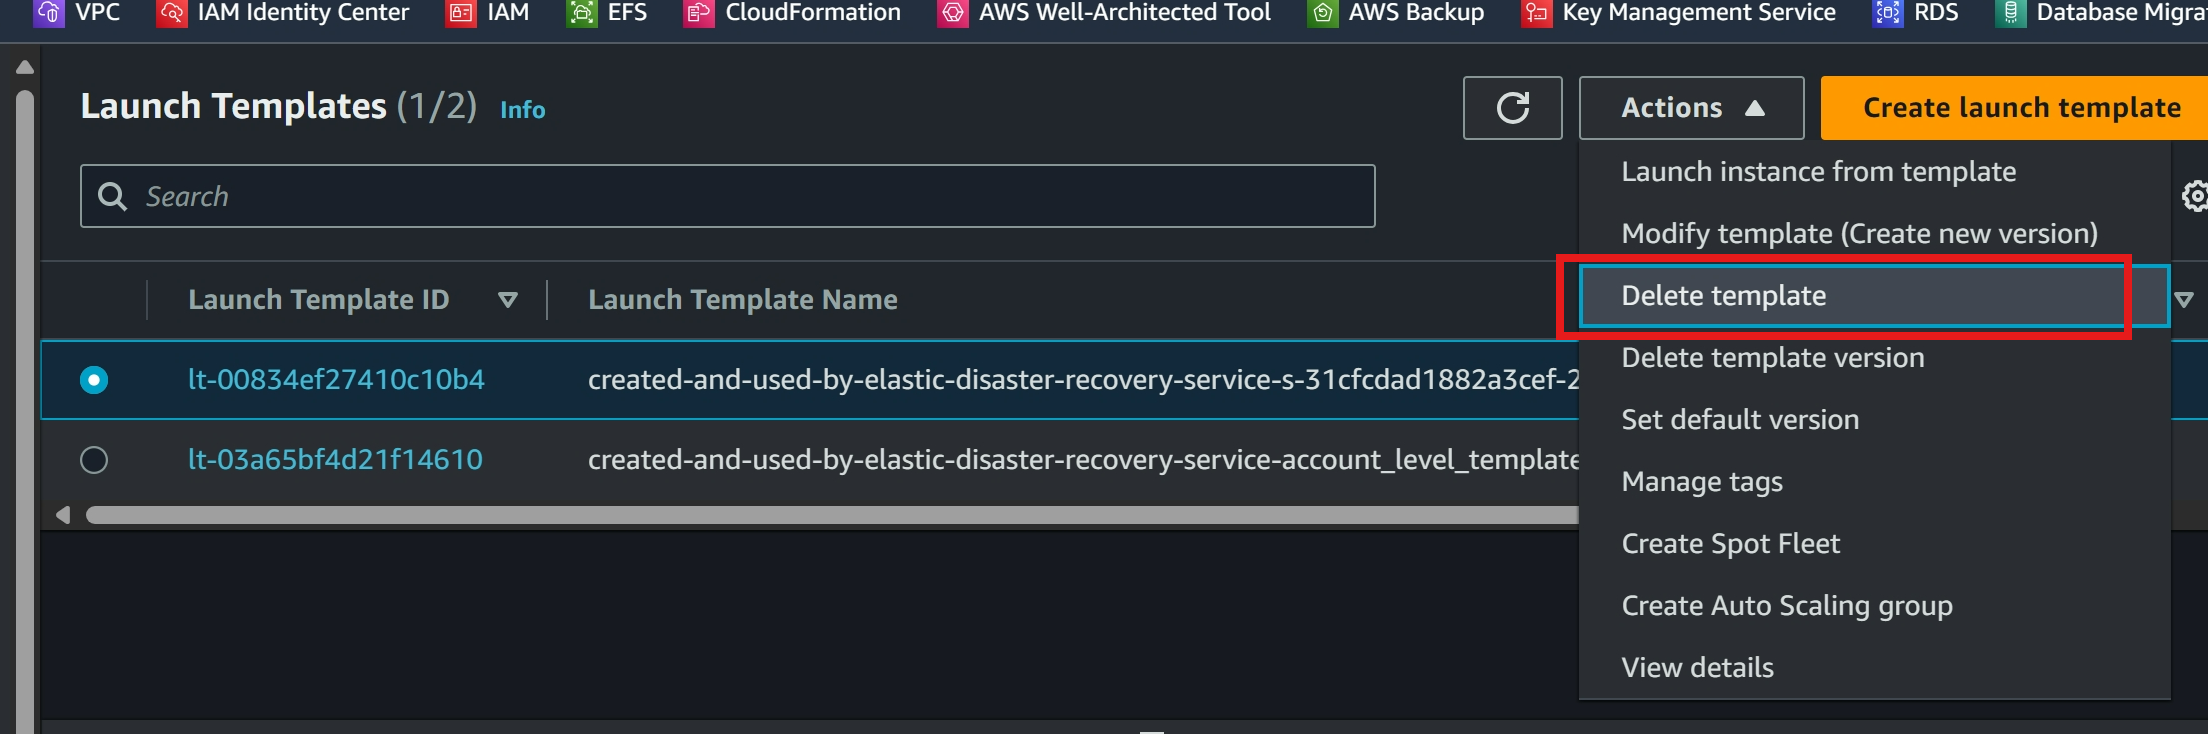 VPC IAM Identity Center IAM EFS CloudFormation AWS Well-Architected Tool AWS Backup Key Management Service RDS Database
Launch Templates (1/2) Info
Actions
Create launch template
Search
Launch instance from template
Modify template (Create new version)
Delete template
Delete template version
Set default version
Manage tags
Create Spot Fleet
Create Auto Scaling group
View details
Launch Template ID Launch Template Name
lt-00834ef27410c10b4 created-and-used-by-elastic-disaster-recovery-service-s-31cfcdad1882a3cef-2
lt-03a65bf4d21f14610 created-and-used-by-elastic-disaster-recovery-service-account_level_template